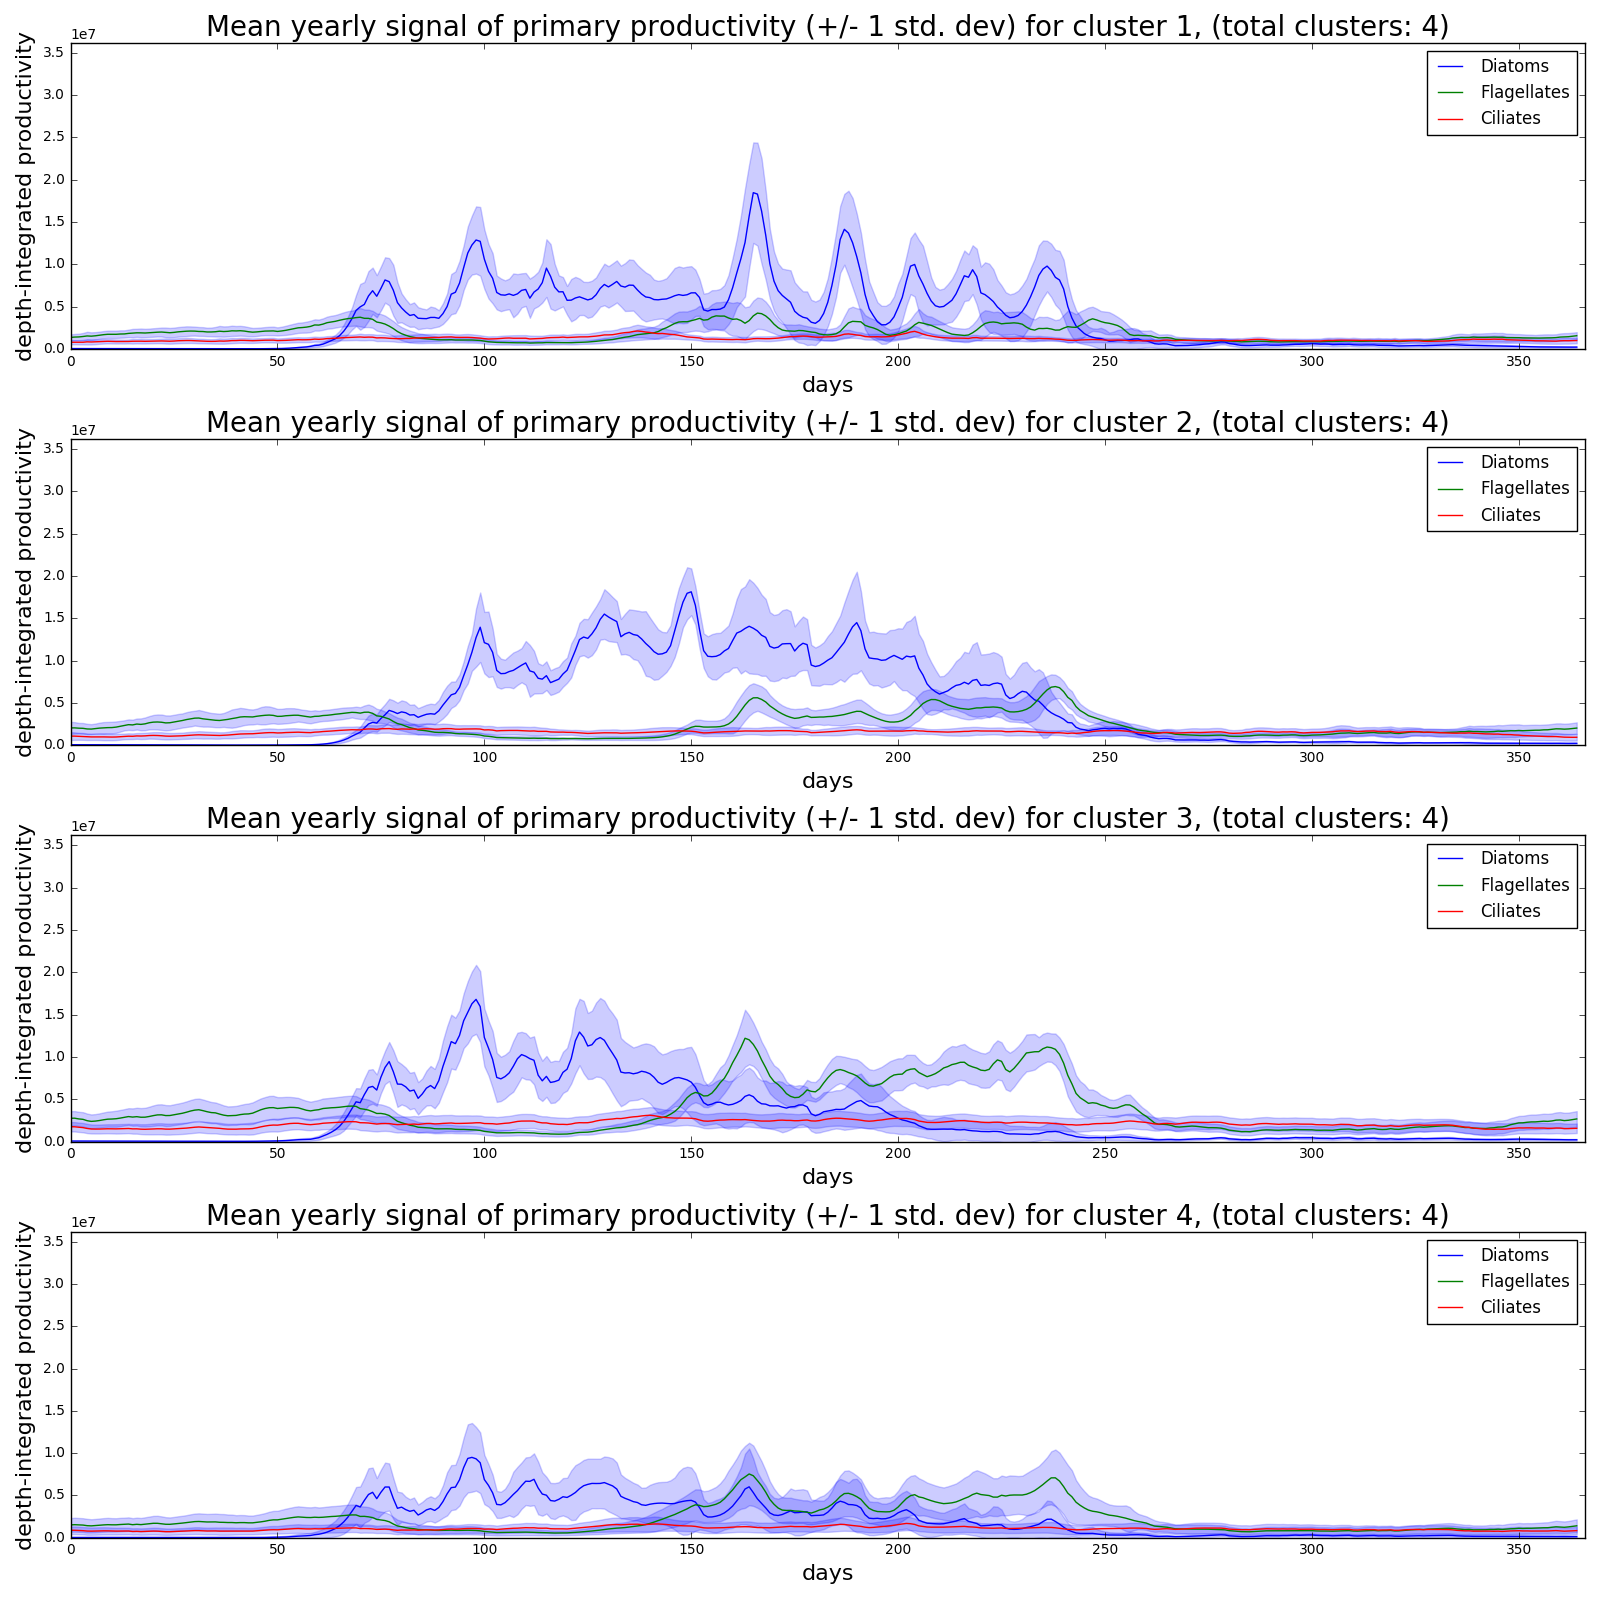 Mean yearly signal of primary productivity (+/- 1 std. dev) for cluster 1, (total clusters: 4)
1e7
depth-integrated productivity
3.5
3.0
2.5
2.0
1.5
1.0
0.5
0.0
Diatoms
Flagellates
Ciliates
0 50 100 150 200 250 300 350
days
Mean yearly signal of primary productivity (+/- 1 std. dev) for cluster 2, (total clusters: 4)
1e7
depth-integrated productivity
3.5
3.0
2.5
2.0
1.5
1.0
0.5
0.0
Diatoms
Flagellates
Ciliates
0 50 100 150 200 250 300 350
days
Mean yearly signal of primary productivity (+/- 1 std. dev) for cluster 3, (total clusters: 4)
1e7
depth-integrated productivity
3.5
3.0
2.5
2.0
1.5
1.0
0.5
0.0
Diatoms
Flagellates
Ciliates
0 50 100 150 200 250 300 350
days
Mean yearly signal of primary productivity (+/- 1 std. dev) for cluster 4, (total clusters: 4)
1e7
depth-integrated productivity
3.5
3.0
2.5
2.0
1.5
1.0
0.5
0.0
Diatoms
Flagellates
Ciliates
0 50 100 150 200 250 300 350
days